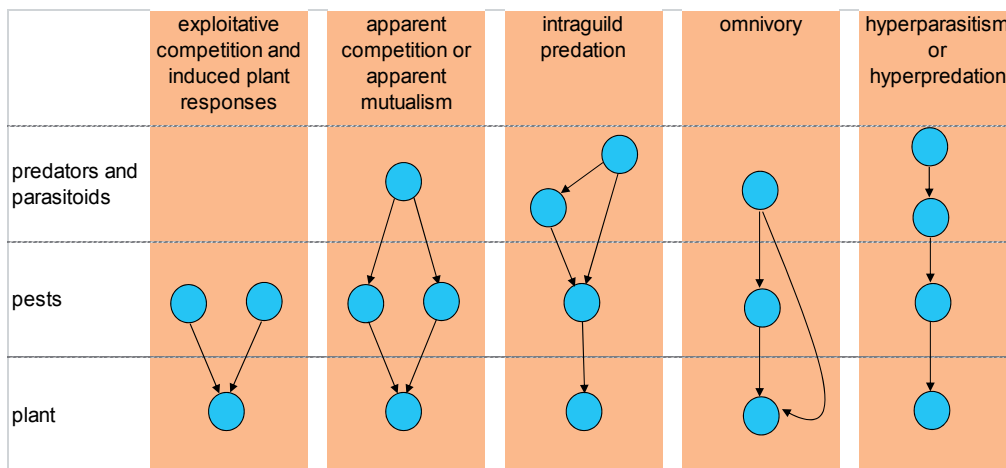 exploitative
competition and
induced plant
responses
apparent
competition or
apparent
mutualism
intraguild
predation
omnivory
hyperparasitism
or
hyperpredation
predators and
parasitoids
pests
plant